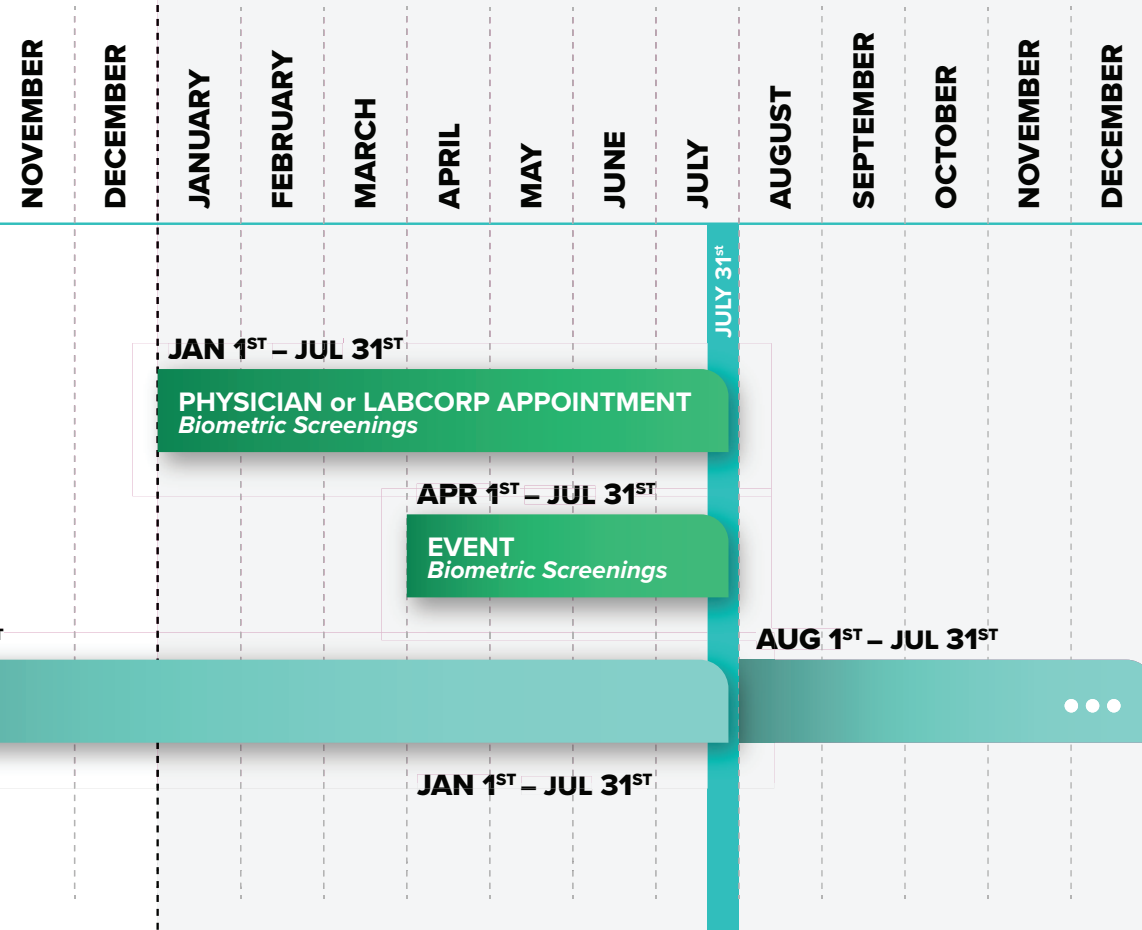 NOVEMBER
DECEMBER
JANUARY
FEBRUARY
MARCH
APRIL
MAY
JUNE
JULY
AUGUST
SEPTEMBER
OCTOBER
NOVEMBER
DECEMBER
JULY 31st
JAN 1ST – JUL 31ST
PHYSICIAN or LABCORP APPOINTMENT
Biometric Screenings
APR 1ST – JUL 31ST
EVENT
Biometric Screenings
AUG 1ST – JUL 31ST
JAN 1ST – JUL 31ST